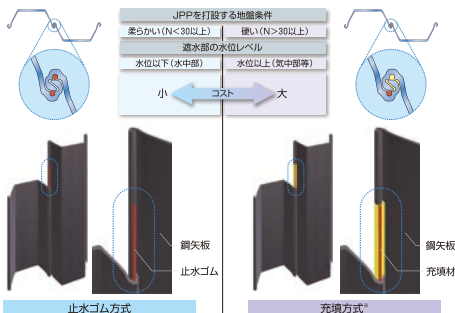 JPPを打設する地盤条件
柔らかい（N＜30以上）
硬い（N＞30以上）
遮水部の水位レベル
水位以下（水中部）
水位以上（気中部等）
小
コスト
大
鋼矢板
止水ゴム
鋼矢板
充填材
止水ゴム方式
充填方式※